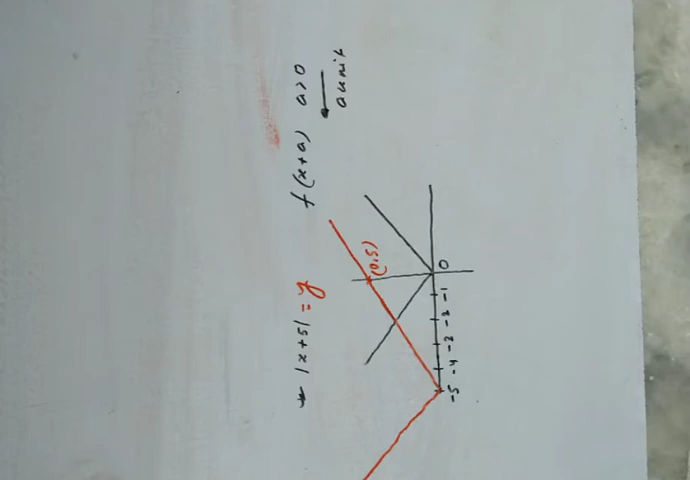 → |x+5| = y f(x+a) a>0
a unit
(0,5)
-5 -4 -3 -2 -1 0